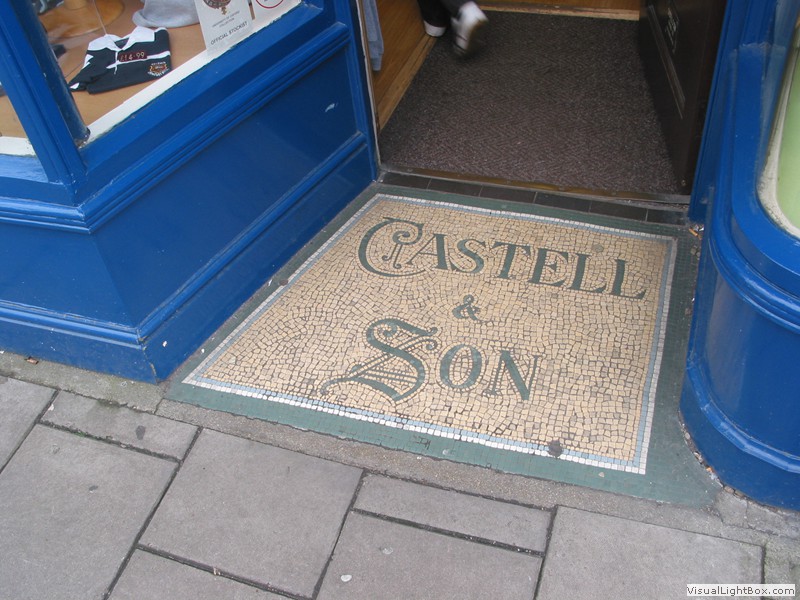 OFFICIAL STOCKIST
£14.99
CASTELL
&
SON
VisualLightBox.com